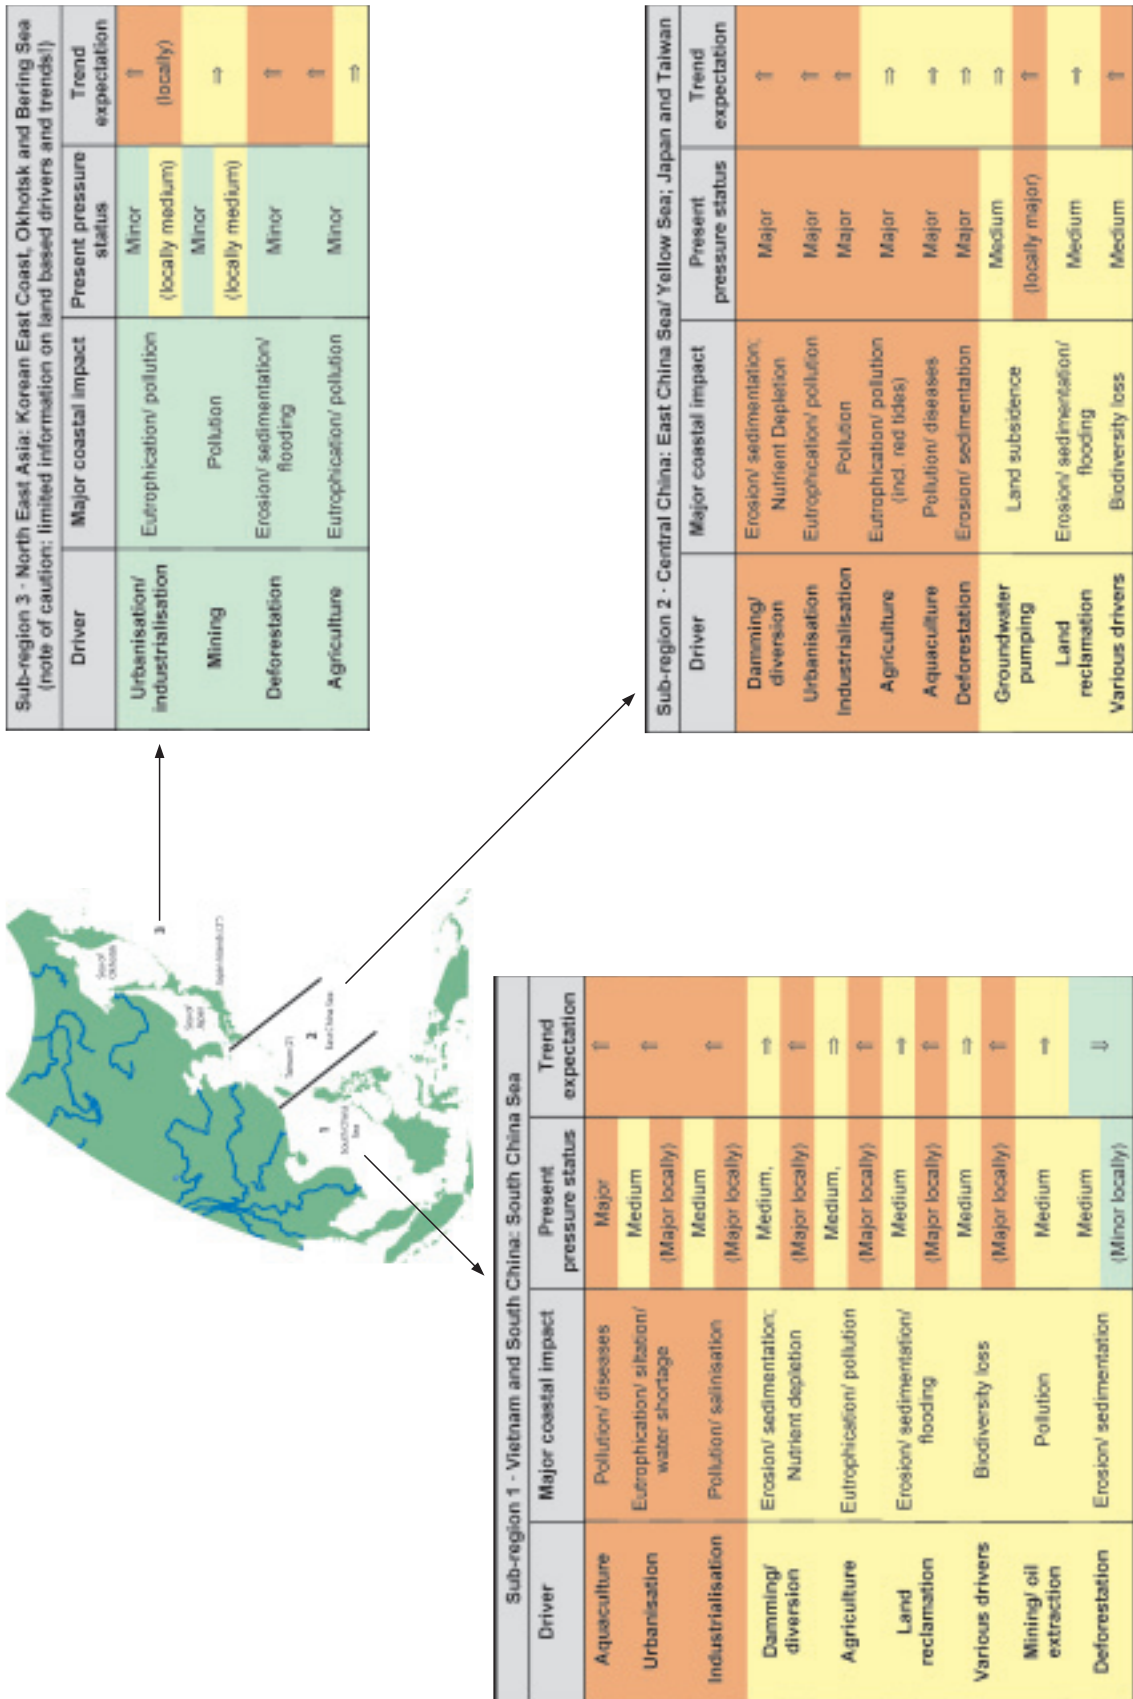 Sub-region 3 - North East Asia: Korean East Coast, Okhotsk and Bering Sea
(note of caution: limited information on land based drivers and trends!)
Driver Major coastal impact Present pressure status Trend expectation
Urbanisation/ industrialisation Eutrophication/ pollution Minor (locally medium) ⇑ (locally)
Mining Pollution Minor (locally medium) ⇒
Deforestation Erosion/ sedimentation/ flooding Minor ⇑
Agriculture Eutrophication/ pollution Minor ⇑ ⇒
Sea of Okhotsk
3
Sea of Japan
Japan Islands (2')
Taiwan (2')
2
East China Sea
1
South China Sea
Sub-region 2 - Central China: East China Sea/ Yellow Sea; Japan and Taiwan
Driver Major coastal impact Present pressure status Trend expectation
Damming/ diversion Erosion/ sedimentation; Nutrient Depletion Major ⇑
Urbanisation Eutrophication/ pollution Major ⇑
Industrialisation Pollution Major ⇑
Agriculture Eutrophication/ pollution (incl. red tides) Major ⇒
Aquaculture Pollution/ diseases Major ⇒
Deforestation Erosion/ sedimentation Major ⇒
Groundwater pumping Land subsidence Medium (locally major) ⇒ ⇑
Land reclamation Erosion/ sedimentation/ flooding Medium ⇒
Various drivers Biodiversity loss Medium ⇑
Sub-region 1 - Vietnam and South China: South China Sea
Driver Major coastal impact Present pressure status Trend expectation
Aquaculture Pollution/ diseases Major ⇑
Urbanisation Eutrophication/ siltation/ water shortage Medium (Major locally) ⇑
Industrialisation Pollution/ salinisation Medium (Major locally) ⇑
Damming/ diversion Erosion/ sedimentation; Nutrient depletion Medium, (Major locally) ⇒ ⇑
Agriculture Eutrophication/ pollution Medium, (Major locally) ⇒ ⇑
Land reclamation Erosion/ sedimentation/ flooding Medium (Major locally) ⇒ ⇑
Various drivers Biodiversity loss Medium (Major locally) ⇒ ⇑
Mining/ oil extraction Pollution Medium ⇒
Deforestation Erosion/ sedimentation Medium (Minor locally) ⇓